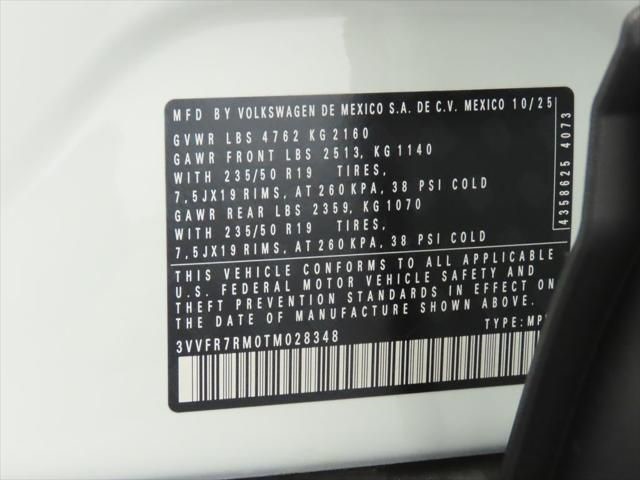 MFD BY VOLKSWAGEN DE MEXICO S.A. DE C.V. MEXICO 10/25
GVWR LBS 4762 KG 2160
GAWR FRONT LBS 2513, KG 1140
WITH 235/50 R19 TIRES,
7,5JX19 RIMS, AT 260 KPA, 38 PSI COLD
GAWR REAR LBS 2359, KG 1070
WITH 235/50 R19 TIRES,
7,5JX19 RIMS, AT 260 KPA, 38 PSI COLD
THIS VEHICLE CONFORMS TO ALL APPLICABLE
U.S. FEDERAL MOTOR VEHICLE SAFETY AND
THEFT PREVENTION STANDARDS IN EFFECT ON
THE DATE OF MANUFACTURE SHOWN ABOVE.
3VVFR7RM0TM028348 TYPE:
4358625 4073